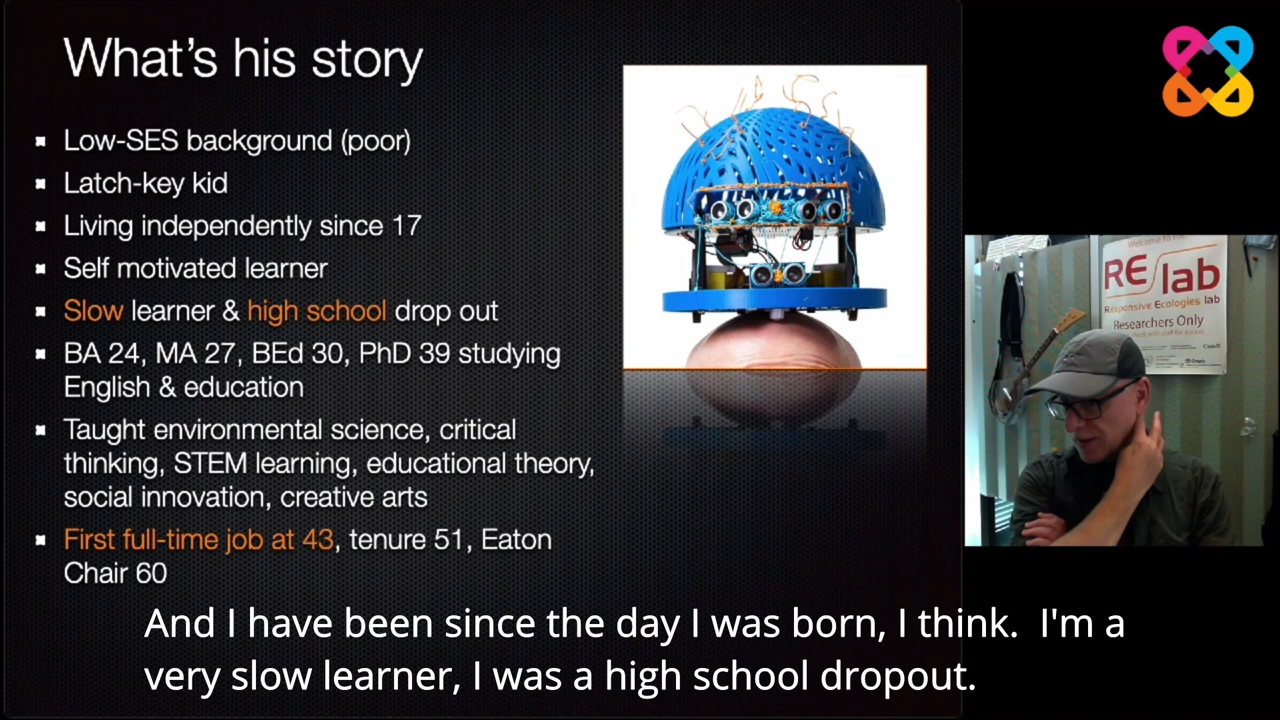 What's his story
Low-SES background (poor)
Latch-key kid
Living independently since 17
Self motivated learner
Slow learner & high school drop out
BA 24, MA 27, BEd 30, PhD 39 studying
English & education
Taught environmental science, critical
thinking, STEM learning, educational theory,
social innovation, creative arts
First full-time job at 43, tenure 51, Eaton
Chair 60
Welcome to the
RE lab
Responsive Ecologies lab
Researchers Only
And I have been since the day I was born, I think.  I'm a
very slow learner, I was a high school dropout.